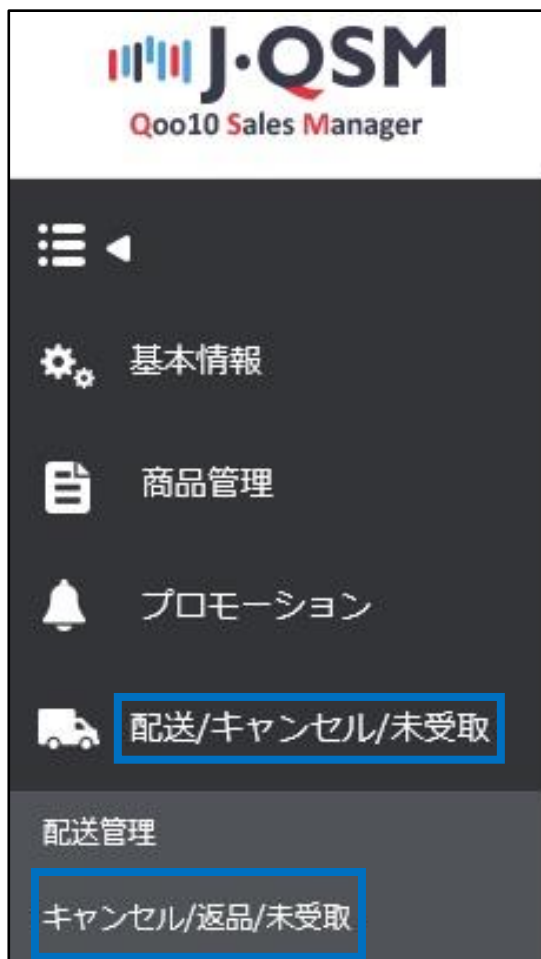 J·QSM
Qoo10 Sales Manager
基本情報
商品管理
プロモーション
配送/キャンセル/未受取
配送管理
キャンセル/返品/未受取